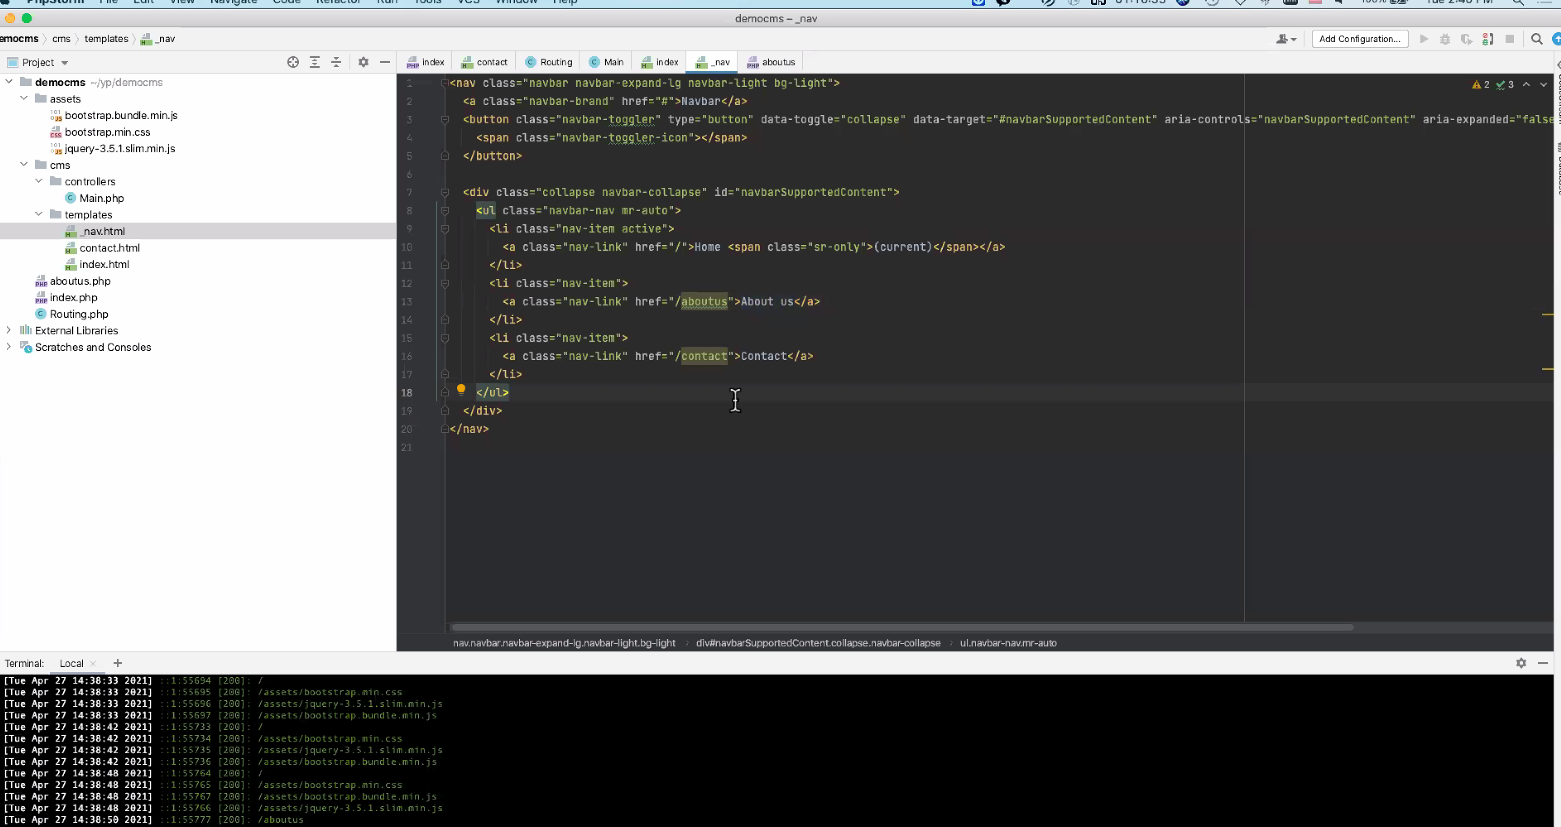 PhpStorm File Edit View Navigate Code Refactor Run Tools VCS Window Help
democms – _nav
emocms cms templates _nav
Add Configuration...
Project
index contact Routing Main index _nav aboutus
democms ~/yp/democms
assets
bootstrap.bundle.min.js
bootstrap.min.css
jquery-3.5.1.slim.min.js
cms
controllers
Main.php
templates
_nav.html
contact.html
index.html
aboutus.php
index.php
Routing.php
External Libraries
Scratches and Consoles
2 3
1 <nav class="navbar navbar-expand-lg navbar-light bg-light">
2 <a class="navbar-brand" href="#">Navbar</a>
3 <button class="navbar-toggler" type="button" data-toggle="collapse" data-target="#navbarSupportedContent" aria-controls="navbarSupportedContent" aria-expanded="false
4 <span class="navbar-toggler-icon"></span>
5 </button>
6
7 <div class="collapse navbar-collapse" id="navbarSupportedContent">
8 <ul class="navbar-nav mr-auto">
9 <li class="nav-item active">
10 <a class="nav-link" href="/">Home <span class="sr-only">(current)</span></a>
11 </li>
12 <li class="nav-item">
13 <a class="nav-link" href="/aboutus">About us</a>
14 </li>
15 <li class="nav-item">
16 <a class="nav-link" href="/contact">Contact</a>
17 </li>
18 </ul>
19 </div>
20 </nav>
21
nav.navbar.navbar-expand-lg.navbar-light.bg-light div#navbarSupportedContent.collapse.navbar-collapse ul.navbar-nav.mr-auto
Terminal: Local
[Tue Apr 27 14:38:33 2021] ::1:55694 [200]: /
[Tue Apr 27 14:38:33 2021] ::1:55695 [200]: /assets/bootstrap.min.css
[Tue Apr 27 14:38:33 2021] ::1:55696 [200]: /assets/jquery-3.5.1.slim.min.js
[Tue Apr 27 14:38:33 2021] ::1:55697 [200]: /assets/bootstrap.bundle.min.js
[Tue Apr 27 14:38:42 2021] ::1:55733 [200]: /
[Tue Apr 27 14:38:42 2021] ::1:55734 [200]: /assets/bootstrap.min.css
[Tue Apr 27 14:38:42 2021] ::1:55735 [200]: /assets/jquery-3.5.1.slim.min.js
[Tue Apr 27 14:38:42 2021] ::1:55736 [200]: /assets/bootstrap.bundle.min.js
[Tue Apr 27 14:38:48 2021] ::1:55764 [200]: /
[Tue Apr 27 14:38:48 2021] ::1:55765 [200]: /assets/bootstrap.min.css
[Tue Apr 27 14:38:48 2021] ::1:55767 [200]: /assets/bootstrap.bundle.min.js
[Tue Apr 27 14:38:48 2021] ::1:55766 [200]: /assets/jquery-3.5.1.slim.min.js
[Tue Apr 27 14:38:50 2021] ::1:55777 [200]: /aboutus